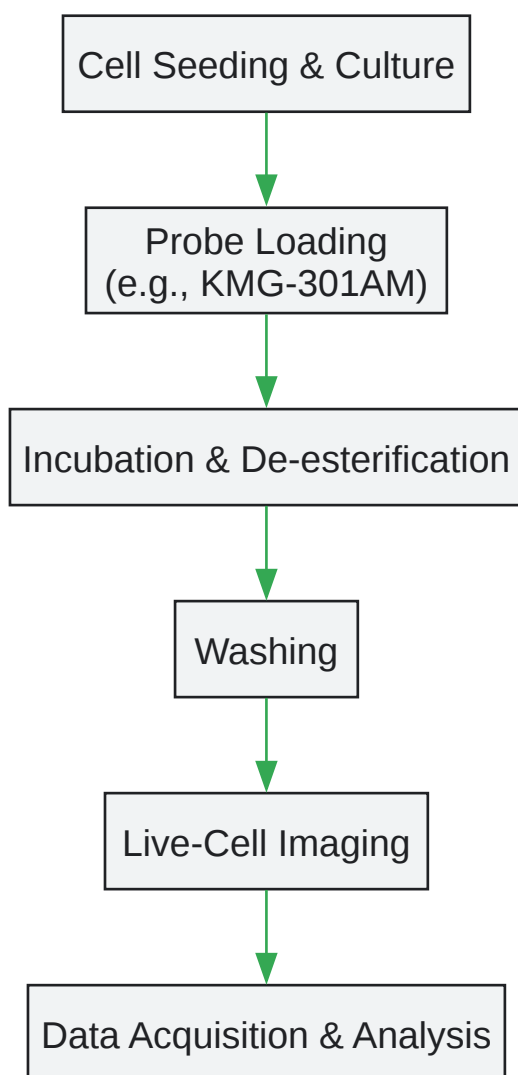 Cell Seeding & Culture
Probe Loading
(e.g., KMG-301AM)
Incubation & De-esterification
Washing
Live-Cell Imaging
Data Acquisition & Analysis